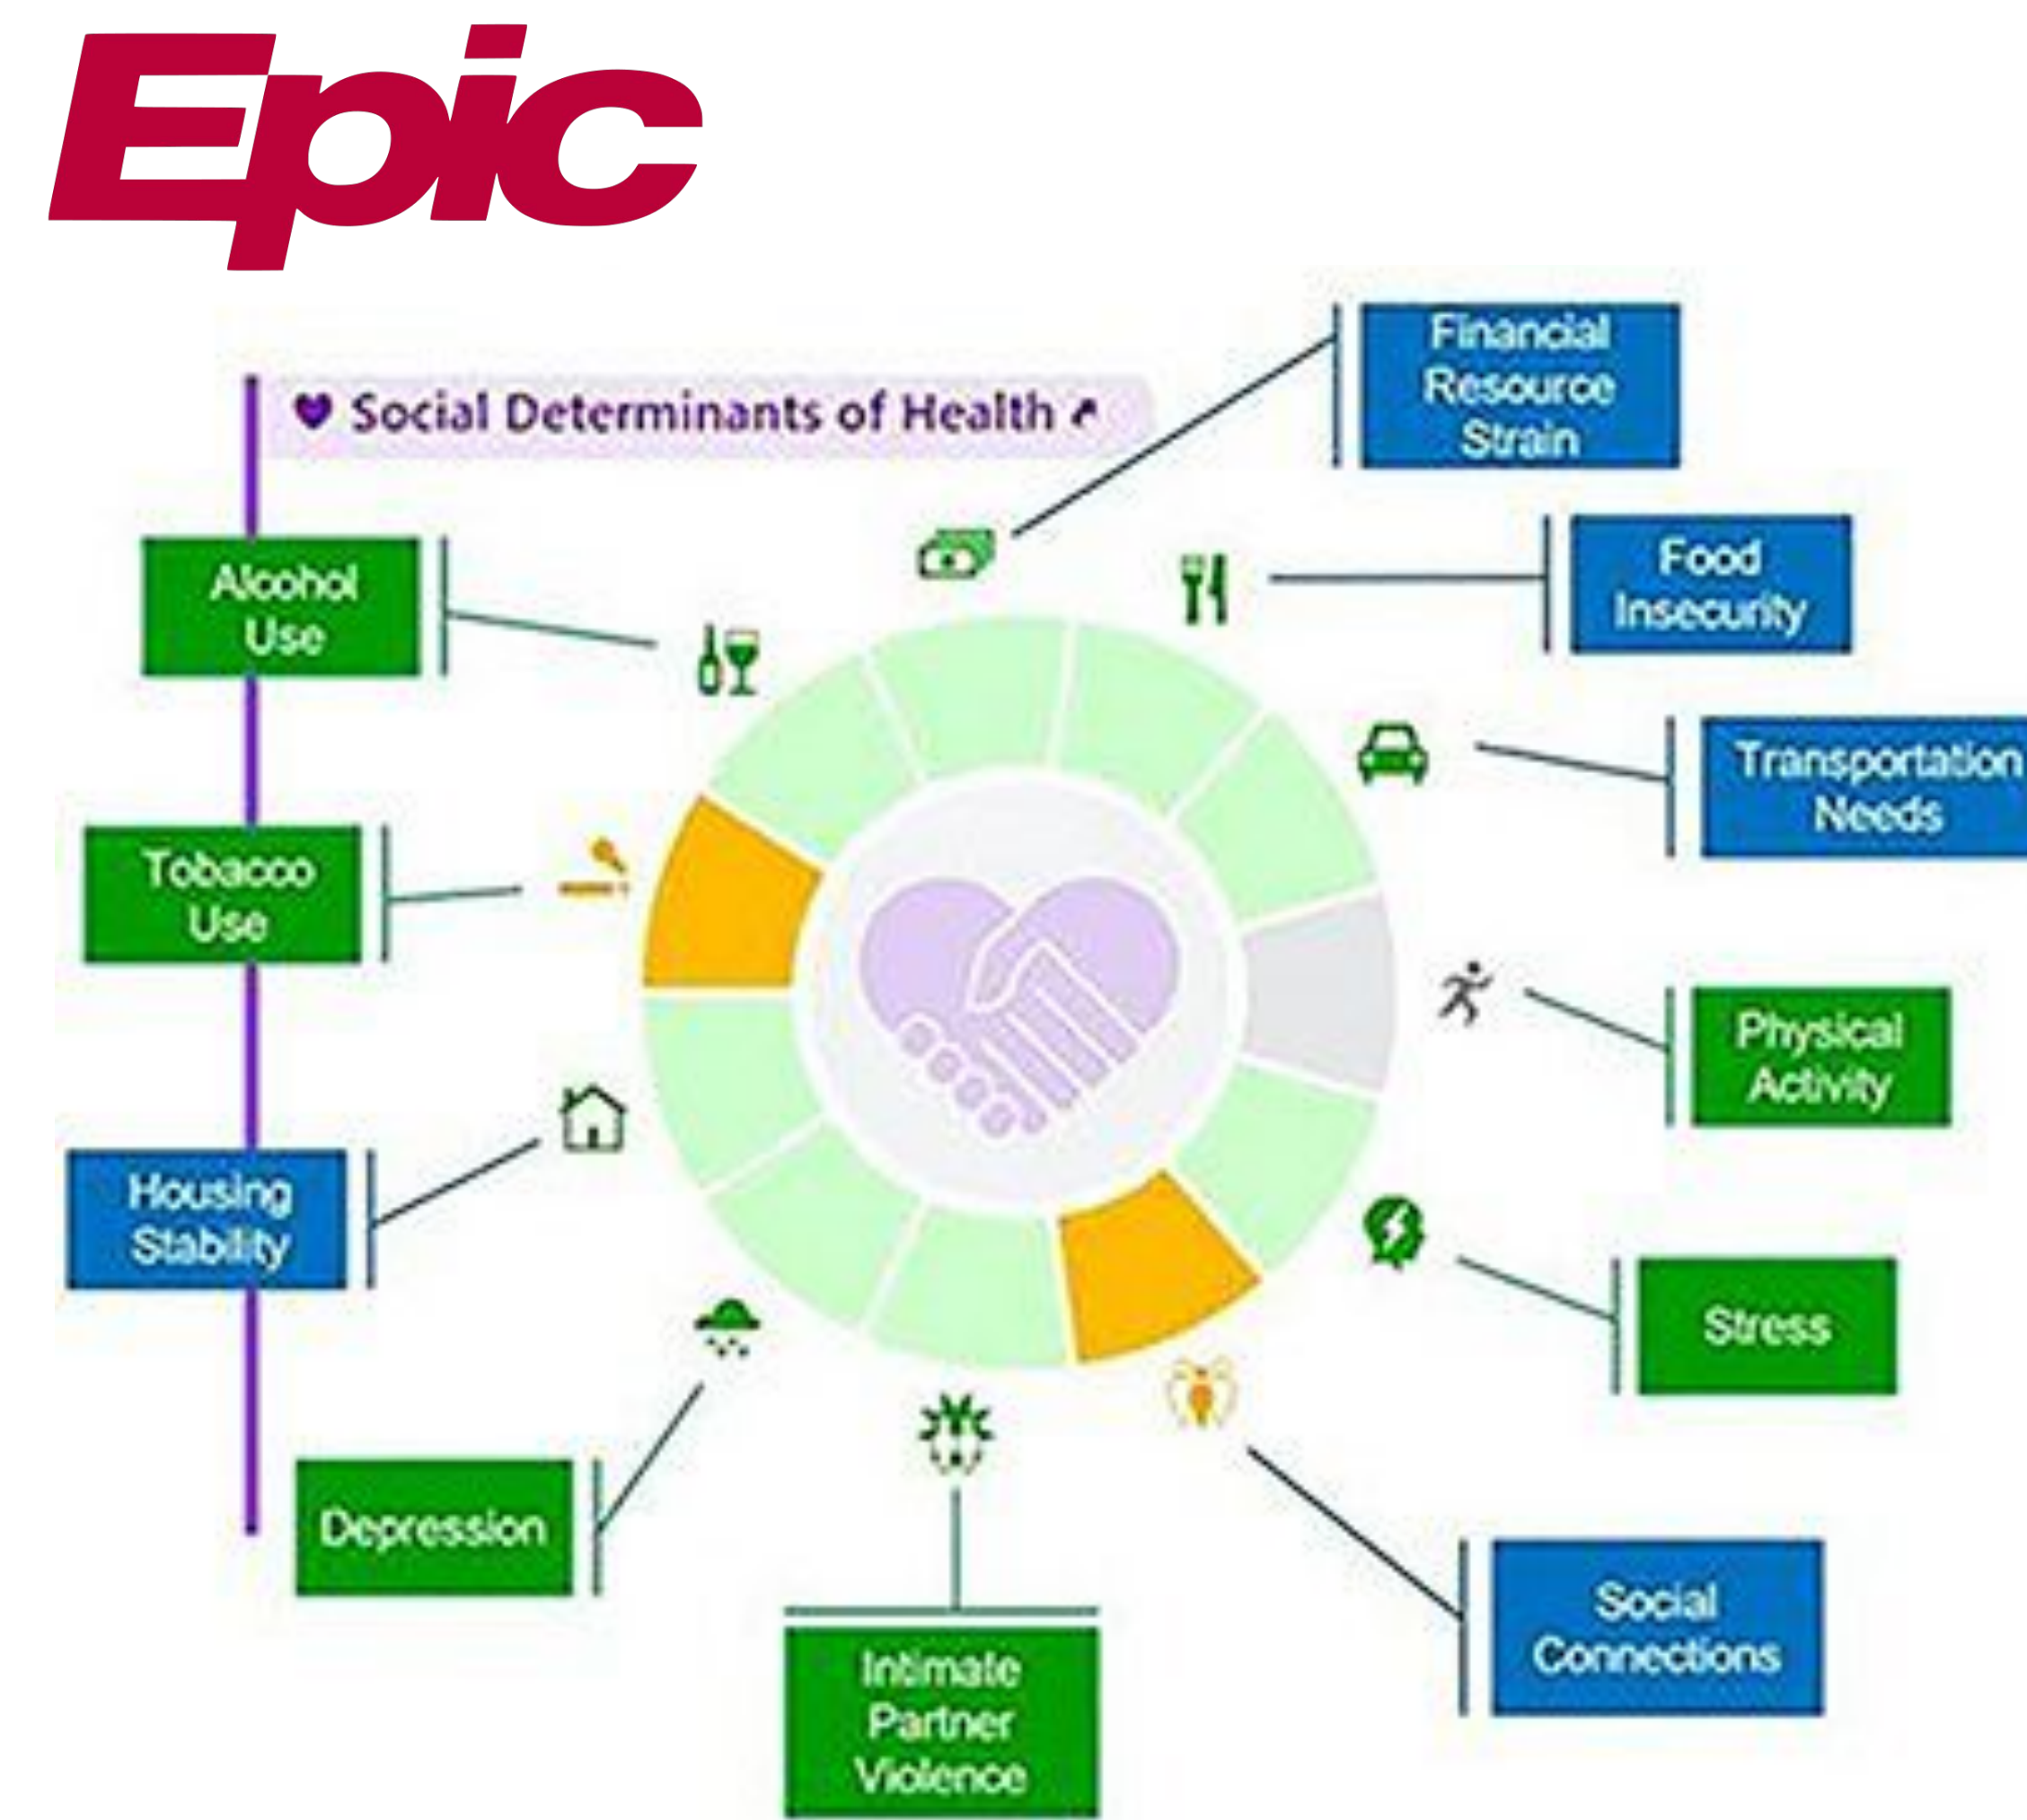 Epic
Social Determinants of Health
Financial
Resource
Strain
Food
Insecurity
Transportation
Needs
Physical
Activity
Stress
Social
Connections
Intimate
Partner
Violence
Depression
Housing
Stability
Tobacco
Use
Alcohol
Use